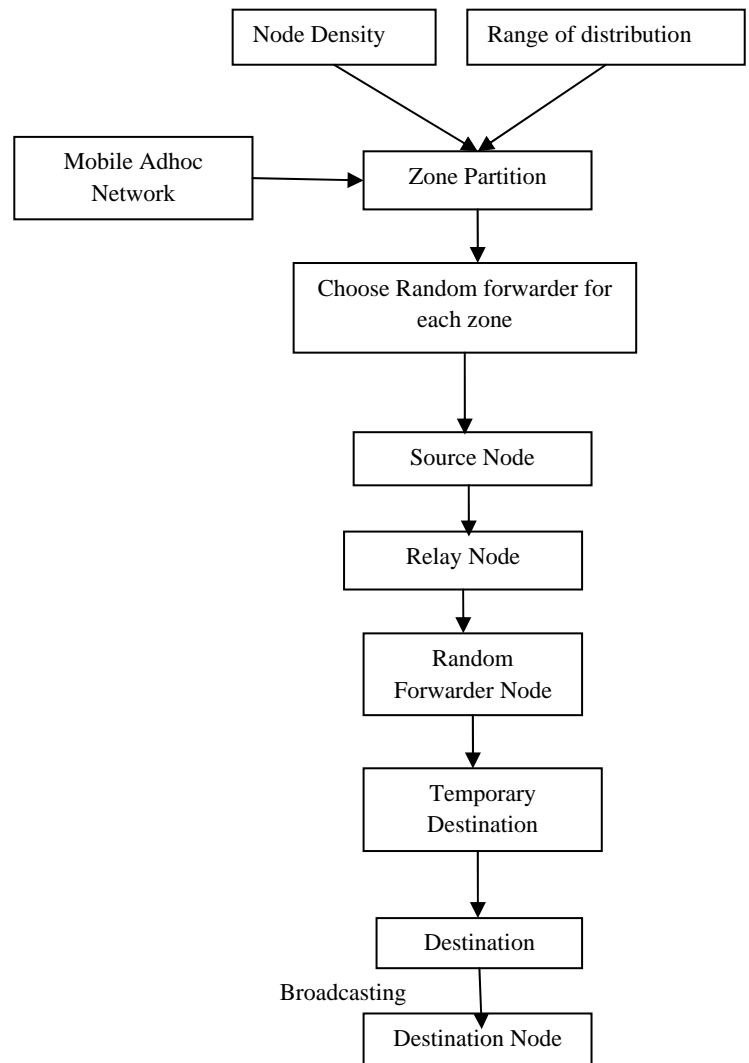 Node Density
Range of distribution
Mobile Adhoc
Network
Zone Partition
Choose Random forwarder for
each zone
Source Node
Relay Node
Random
Forwarder Node
Temporary
Destination
Destination
Broadcasting
Destination Node